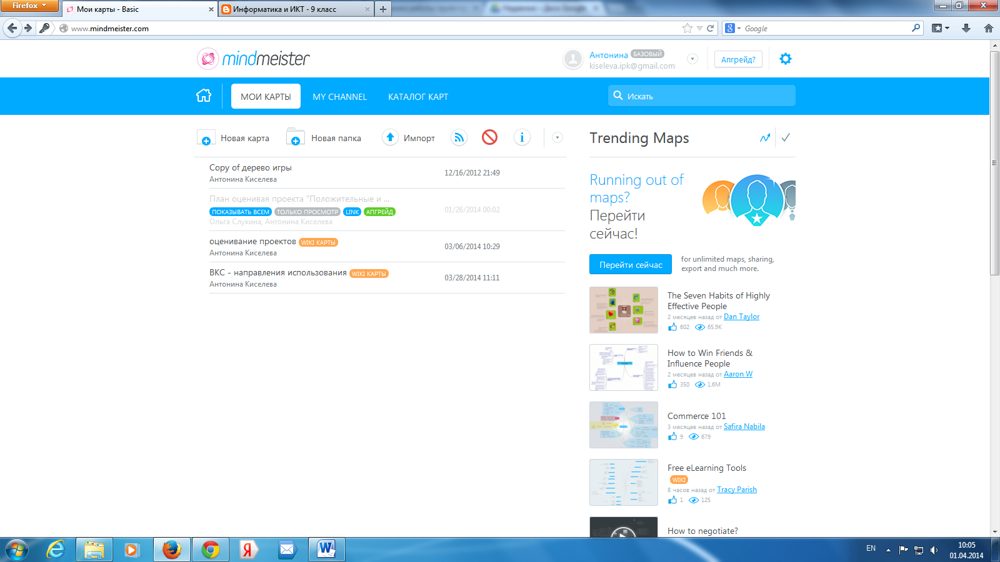 Firefox
Мои карты - Basic
Информатика и ИКТ - 9 класс
www.mindmeister.com
Google
mindmeister
Антонина БАЗОВЫЙ
kiseleva.ipk@gmail.com
Апгрейд?
МОИ КАРТЫ
MY CHANNEL
КАТАЛОГ КАРТ
Искать
Новая карта
Новая папка
Импорт
Copy of дерево игры
12/16/2012 21:49
Антонина Киселева
План оценивая проекта "Положительные и ...
ПОКАЗЫВАТЬ ВСЕМ ТОЛЬКО ПРОСМОТР LINK АПГРЕЙД
01/26/2014 00:02
Ольга Слукина, Антонина Киселева
оценивание проектов WIKI КАРТЫ
03/06/2014 10:29
Антонина Киселева
ВКС - направления использования WIKI КАРТЫ
03/28/2014 11:11
Антонина Киселева
Trending Maps
Running out of
maps?
Перейти
сейчас!
Перейти сейчас
for unlimited maps, sharing,
export and much more.
The Seven Habits of Highly
Effective People
2 месяцев назад от Dan Taylor
602 65.9K
How to Win Friends &
Influence People
2 месяцев назад от Aaron W
350 1.6M
Commerce 101
3 месяцев назад от Safira Nabila
9 679
Free eLearning Tools
WIKI
8 часов назад от Tracy Parish
1 125
How to negotiate?
EN
10:05
01.04.2014